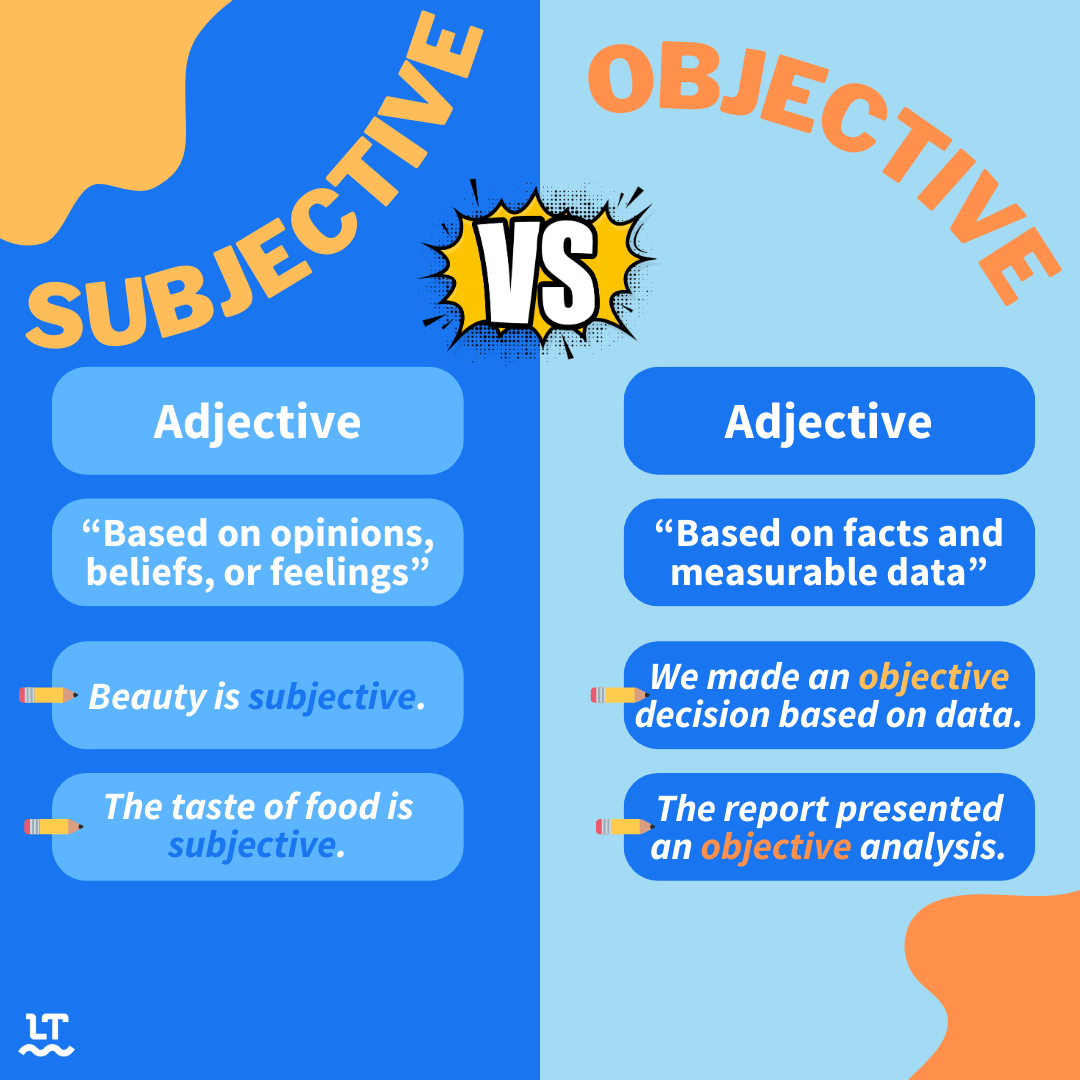 SUBJECTIVE
VS
OBJECTIVE
Adjective
“Based on opinions,
beliefs, or feelings”
Beauty is subjective.
The taste of food is
subjective.
Adjective
“Based on facts and
measurable data”
We made an objective
decision based on data.
The report presented
an objective analysis.
LT